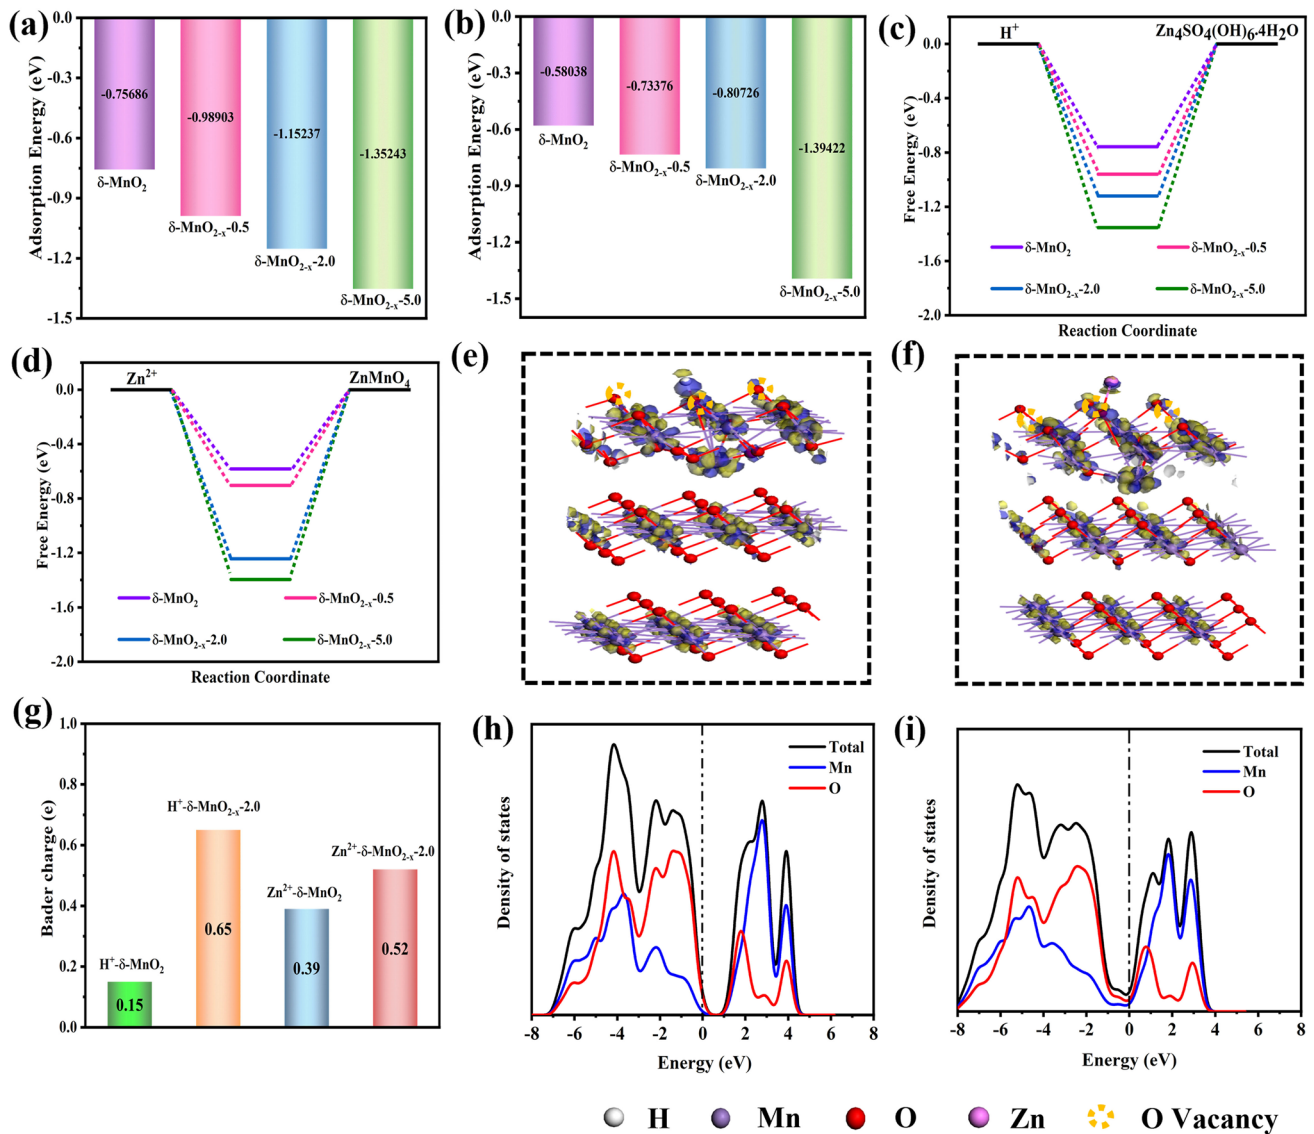 (a)
Adsorption Energy (eV)
0.0
-0.3
-0.6
-0.9
-1.2
-1.5
-0.75686
-0.98903
-1.15237
-1.35243
δ-MnO2
δ-MnO2-x-0.5
δ-MnO2-x-2.0
δ-MnO2-x-5.0
(b)
Adsorption Energy (eV)
0.0
-0.3
-0.6
-0.9
-1.2
-1.5
-0.58038
-0.73376
-0.80726
-1.39422
δ-MnO2
δ-MnO2-x-0.5
δ-MnO2-x-2.0
δ-MnO2-x-5.0
(c)
Free Energy (eV)
0.0
-0.4
-0.8
-1.2
-1.6
-2.0
H+
Zn4SO4(OH)6.4H2O
δ-MnO2
δ-MnO2-x-0.5
δ-MnO2-x-2.0
δ-MnO2-x-5.0
Reaction Coordinate
(d)
Free Energy (eV)
0.0
-0.4
-0.8
-1.2
-1.6
-2.0
Zn2+
ZnMnO4
δ-MnO2
δ-MnO2-x-0.5
δ-MnO2-x-2.0
δ-MnO2-x-5.0
Reaction Coordinate
(e)
(f)
(g)
Bader charge (e)
1.0
0.8
0.6
0.4
0.2
0.0
H+-δ-MnO2
H+-δ-MnO2-x-2.0
Zn2+-δ-MnO2
Zn2+-δ-MnO2-x-2.0
0.15
0.65
0.39
0.52
(h)
Density of states
Total
Mn
O
-8 -6 -4 -2 0 2 4 6 8
Energy (eV)
(i)
Density of states
Total
Mn
O
-8 -6 -4 -2 0 2 4 6 8
Energy (eV)
H Mn O Zn O Vacancy